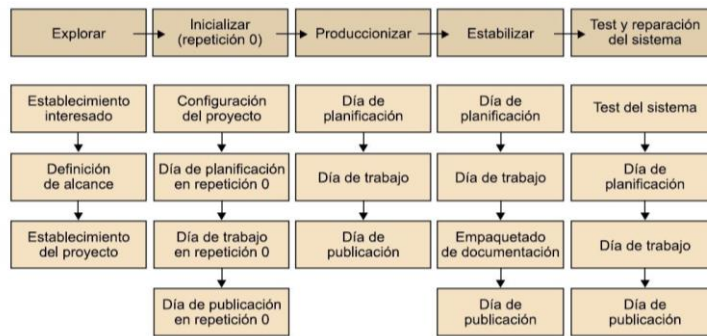 Explorar
Inicializar
(repetición 0)
Produccionizar
Estabilizar
Test y reparación
del sistema
Establecimiento
interesado
Configuración
del proyecto
Día de
planificación
Día de
planificación
Test del sistema
Definición
de alcance
Día de planificación
en repetición 0
Día de trabajo
Día de trabajo
Día de
planificación
Establecimiento
del proyecto
Día de trabajo
en repetición 0
Día de
publicación
Empaquetado
de documentación
Día de trabajo
Día de publicación
en repetición 0
Día de
publicación
Día de
publicación